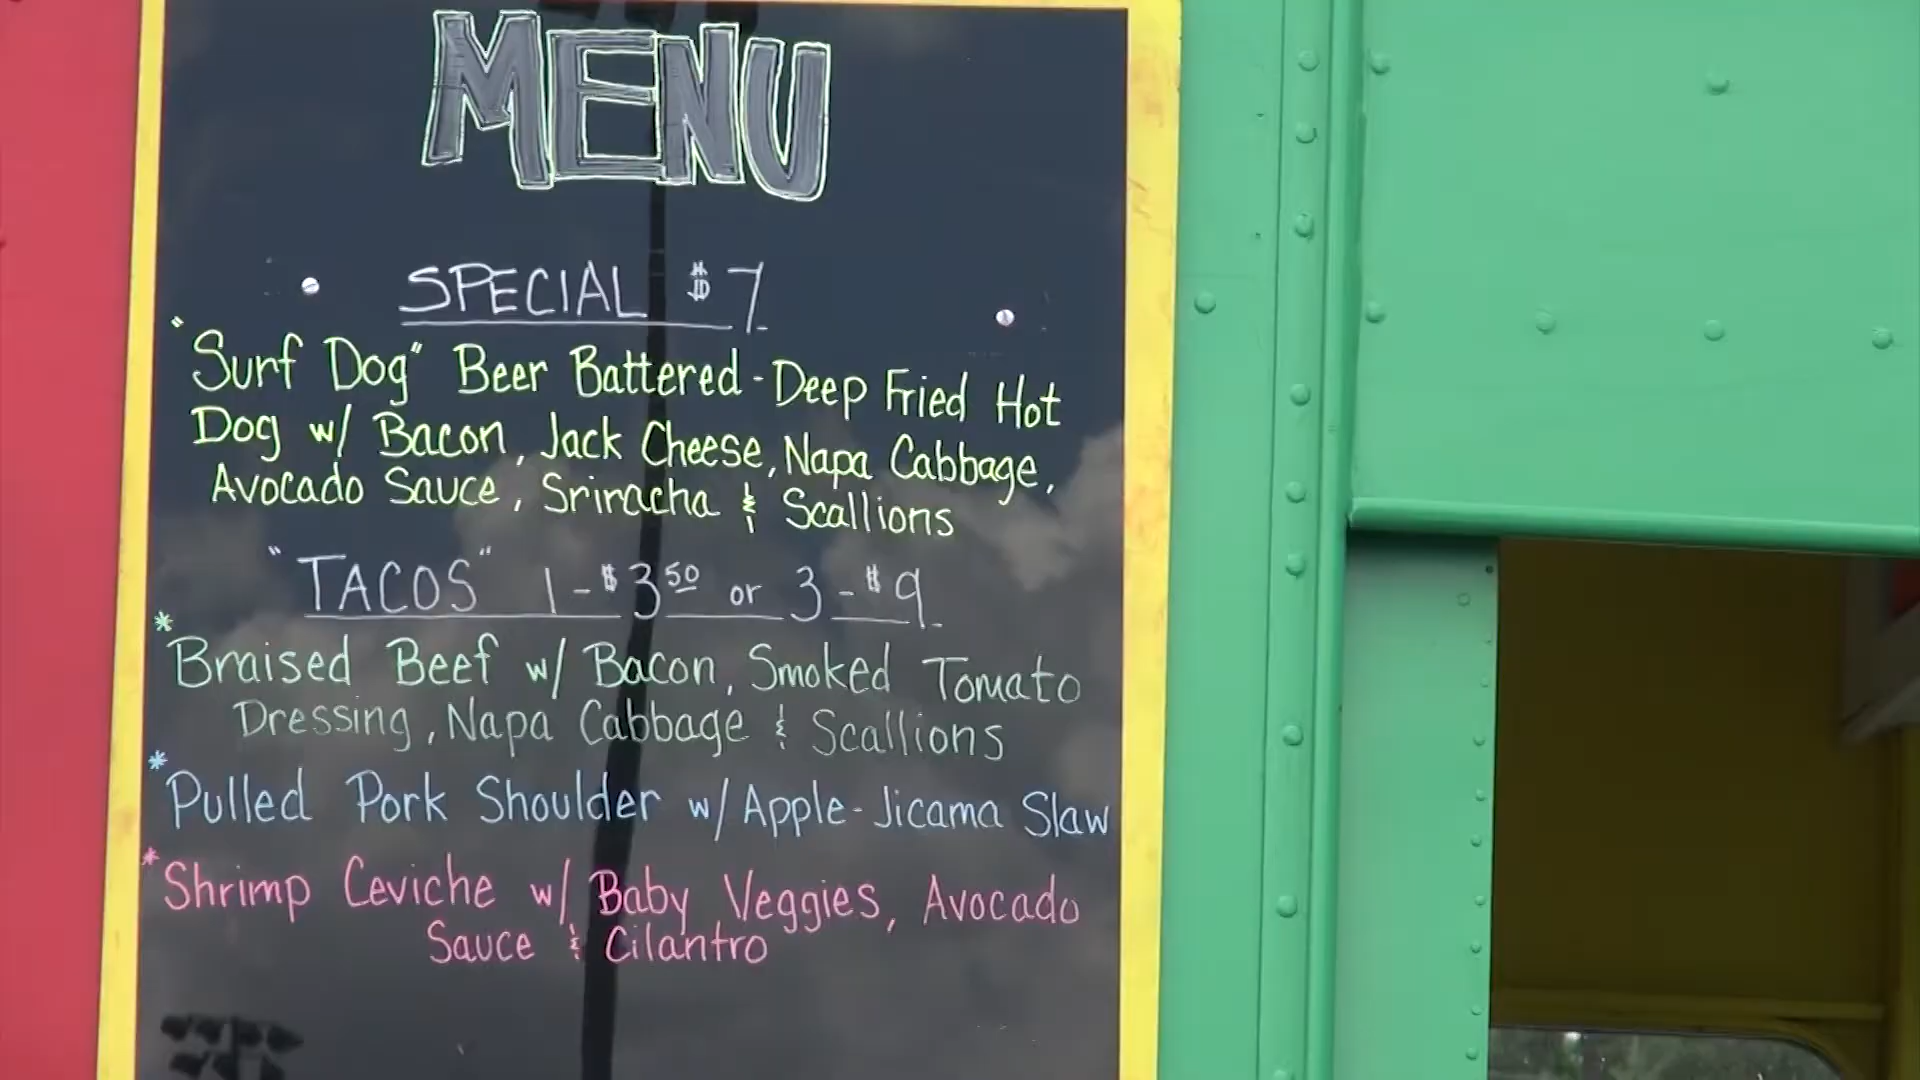 MENU
SPECIAL $7
"Surf Dog" Beer Battered - Deep Fried Hot
Dog w/ Bacon, Jack Cheese, Napa Cabbage,
Avocado Sauce, Sriracha & Scallions
"TACOS" 1-$3.50 or 3-$9
*Braised Beef w/ Bacon, Smoked Tomato
Dressing, Napa Cabbage & Scallions
*Pulled Pork Shoulder w/ Apple-Jicama Slaw
*Shrimp Ceviche w/ Baby Veggies, Avocado
Sauce & Cilantro